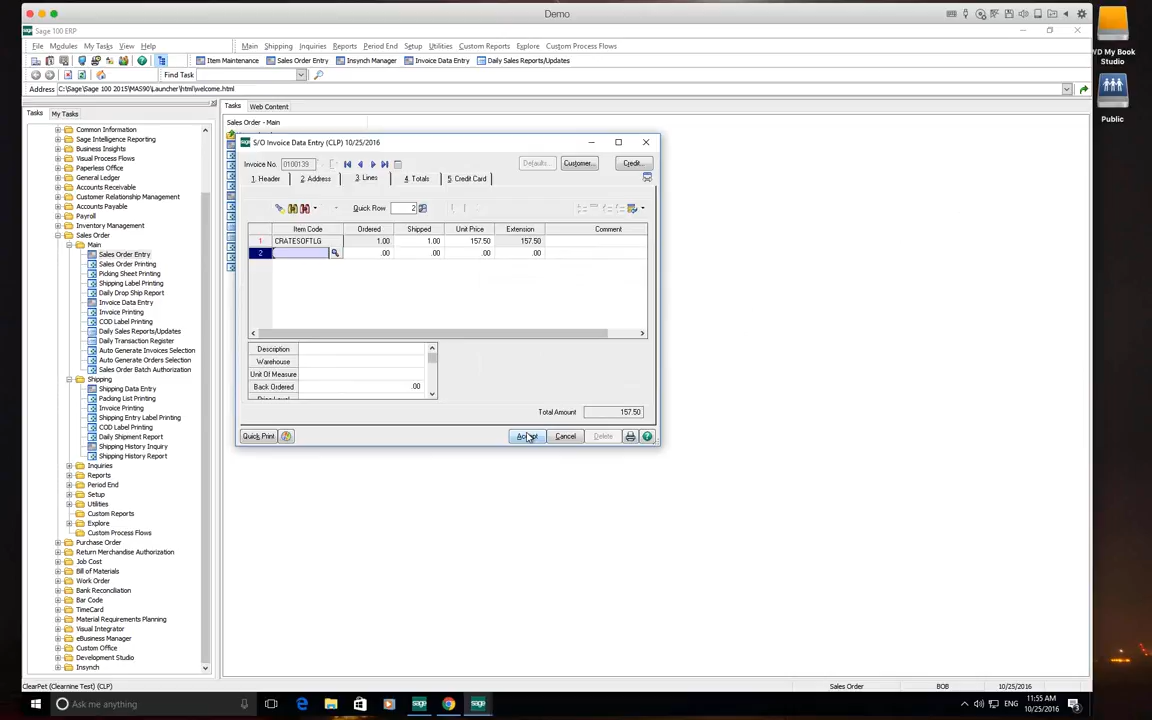 Demo
Sage 100 ERP
File Modules My Tasks View Help Main Shipping Inquiries Reports Period End Setup Utilities Custom Reports Explore Custom Process Flows
Item Maintenance Sales Order Entry Insynch Manager Invoice Data Entry Daily Sales Reports/Updates
Find Task
Address C:\Sage\Sage 100 2015\MAS90\Launcher\html\welcome.html
Tasks My Tasks
Tasks Web Content
Sales Order - Main
Common Information
Sage Intelligence Reporting
Business Insights
Visual Process Flows
Paperless Office
General Ledger
Accounts Receivable
Customer Relationship Management
Accounts Payable
Payroll
Inventory Management
Sales Order
Main
Sales Order Entry
Sales Order Printing
Picking Sheet Printing
Shipping Label Printing
Daily Drop Ship Report
Invoice Data Entry
Invoice Printing
COD Label Printing
Daily Sales Reports/Updates
Daily Transaction Register
Auto Generate Invoices Selection
Auto Generate Orders Selection
Sales Order Batch Authorization
Shipping
Shipping Data Entry
Packing List Printing
Invoice Printing
Shipping Entry Label Printing
COD Label Printing
Daily Shipment Report
Shipping History Inquiry
Shipping History Report
Inquiries
Reports
Period End
Setup
Utilities
Custom Reports
Explore
Custom Process Flows
Purchase Order
Return Merchandise Authorization
Job Cost
Bill of Materials
Work Order
Bank Reconciliation
Bar Code
TimeCard
Material Requirements Planning
Visual Integrator
eBusiness Manager
Custom Office
Development Studio
Insynch
S/O Invoice Data Entry (CLP) 10/25/2016
Invoice No. 0100139 Defaults... Customer... Credit...
1. Header 2. Address 3. Lines 4. Totals 5. Credit Card
Quick Row 2
Item Code Ordered Shipped Unit Price Extension Comment
1 CRATESOFTLG 1.00 1.00 157.50 157.50
2 .00 .00 .00 .00
Description
Warehouse
Unit Of Measure
Back Ordered .00
Total Amount 157.50
Quick Print Cancel Delete
WD My Book
Studio
Public
ClearPet (Clearnine Test) (CLP) Sales Order BOB 10/25/2016
Ask me anything
ENG 11:55 AM
10/25/2016